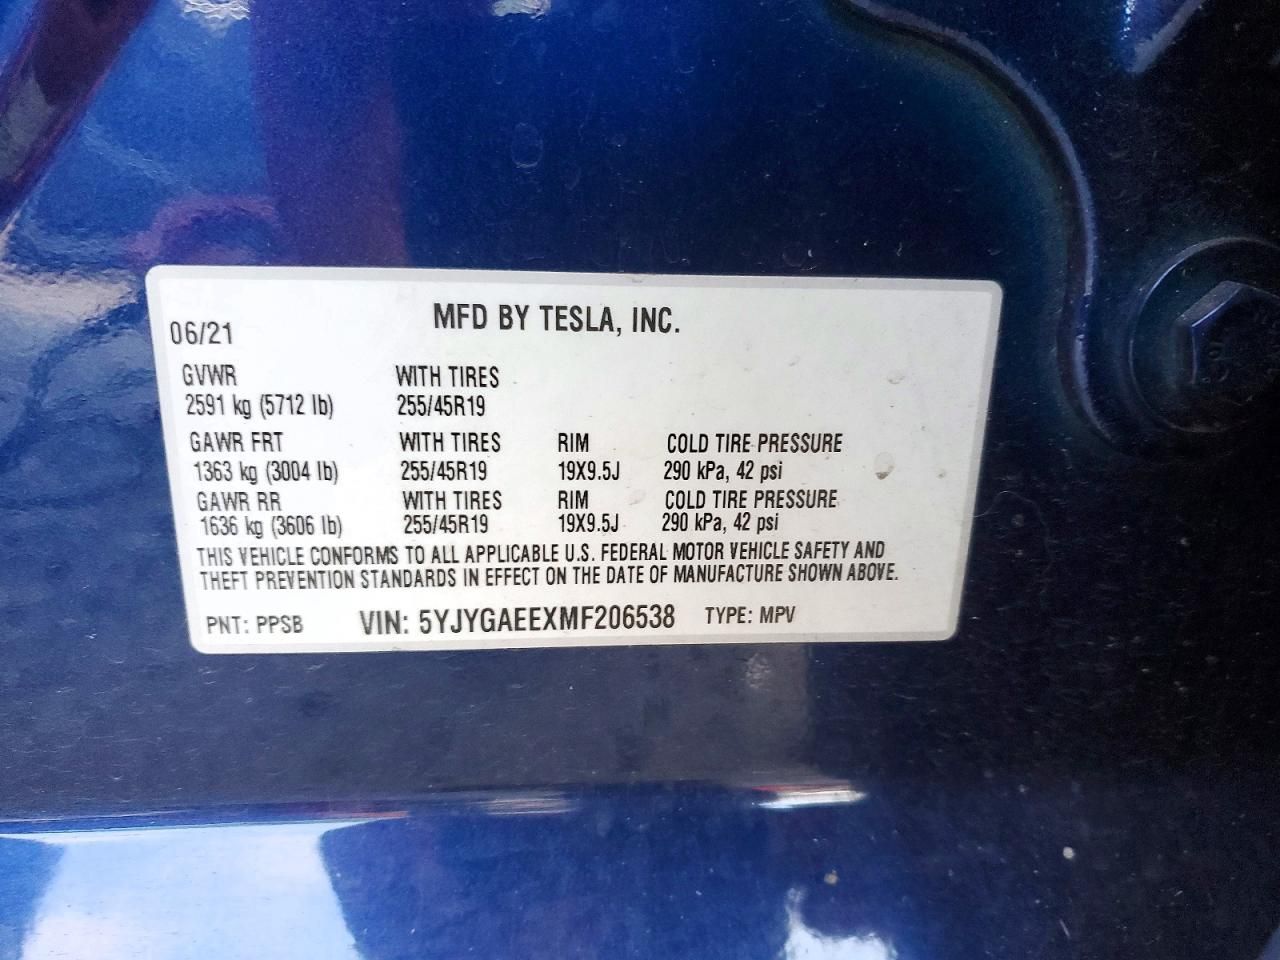 MFD BY TESLA, INC.
06/21
GVWR WITH TIRES
2591 kg (5712 lb) 255/45R19
GAWR FRT WITH TIRES RIM COLD TIRE PRESSURE
1363 kg (3004 lb) 255/45R19 19X9.5J 290 kPa, 42 psi
GAWR RR WITH TIRES RIM COLD TIRE PRESSURE
1636 kg (3606 lb) 255/45R19 19X9.5J 290 kPa, 42 psi
THIS VEHICLE CONFORMS TO ALL APPLICABLE U.S. FEDERAL MOTOR VEHICLE SAFETY AND
THEFT PREVENTION STANDARDS IN EFFECT ON THE DATE OF MANUFACTURE SHOWN ABOVE.
PNT: PPSB VIN: 5YJYGAEEXMF206538 TYPE: MPV